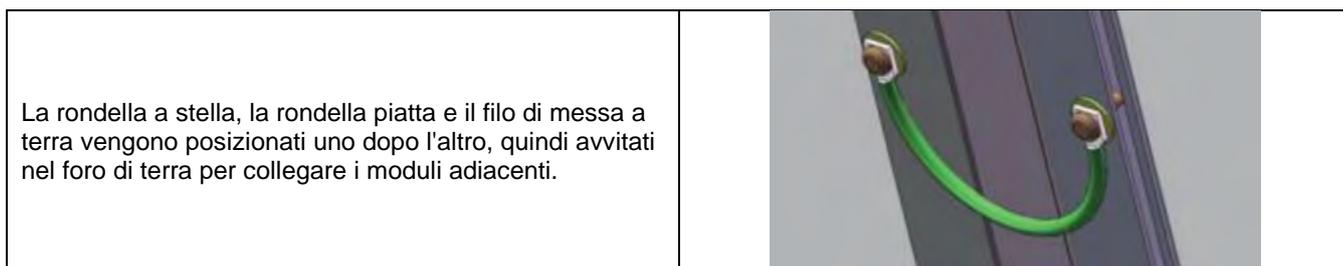 La rondella a stella, la rondella piatta e il filo di messa a
terra vengono posizionati uno dopo l'altro, quindi avvitati
nel foro di terra per collegare i moduli adiacenti.